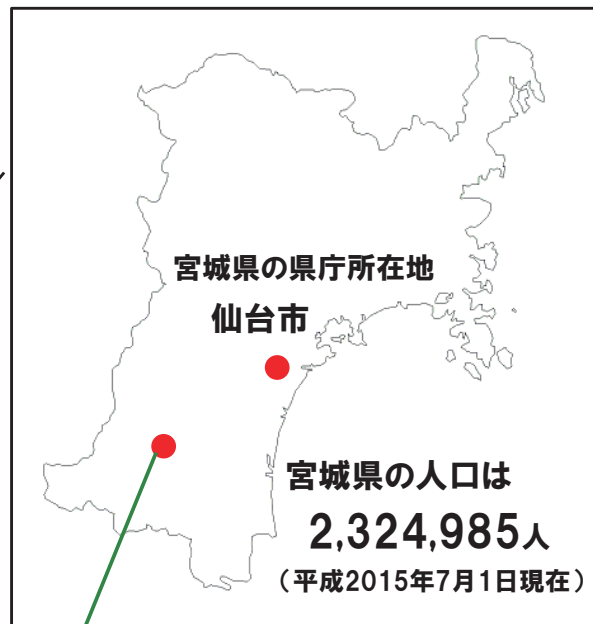 宮城県の県庁所在地
仙台市
宮城県の人口は
2,324,985人
(平成2015年7月1日現在)